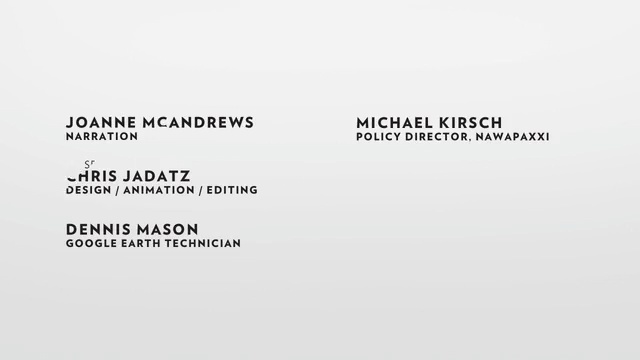 JOANNE MCANDREWS
NARRATION
CHRIS JADATZ
DESIGN / ANIMATION / EDITING
DENNIS MASON
GOOGLE EARTH TECHNICIAN
MICHAEL KIRSCH
POLICY DIRECTOR, NAWAPAXXI